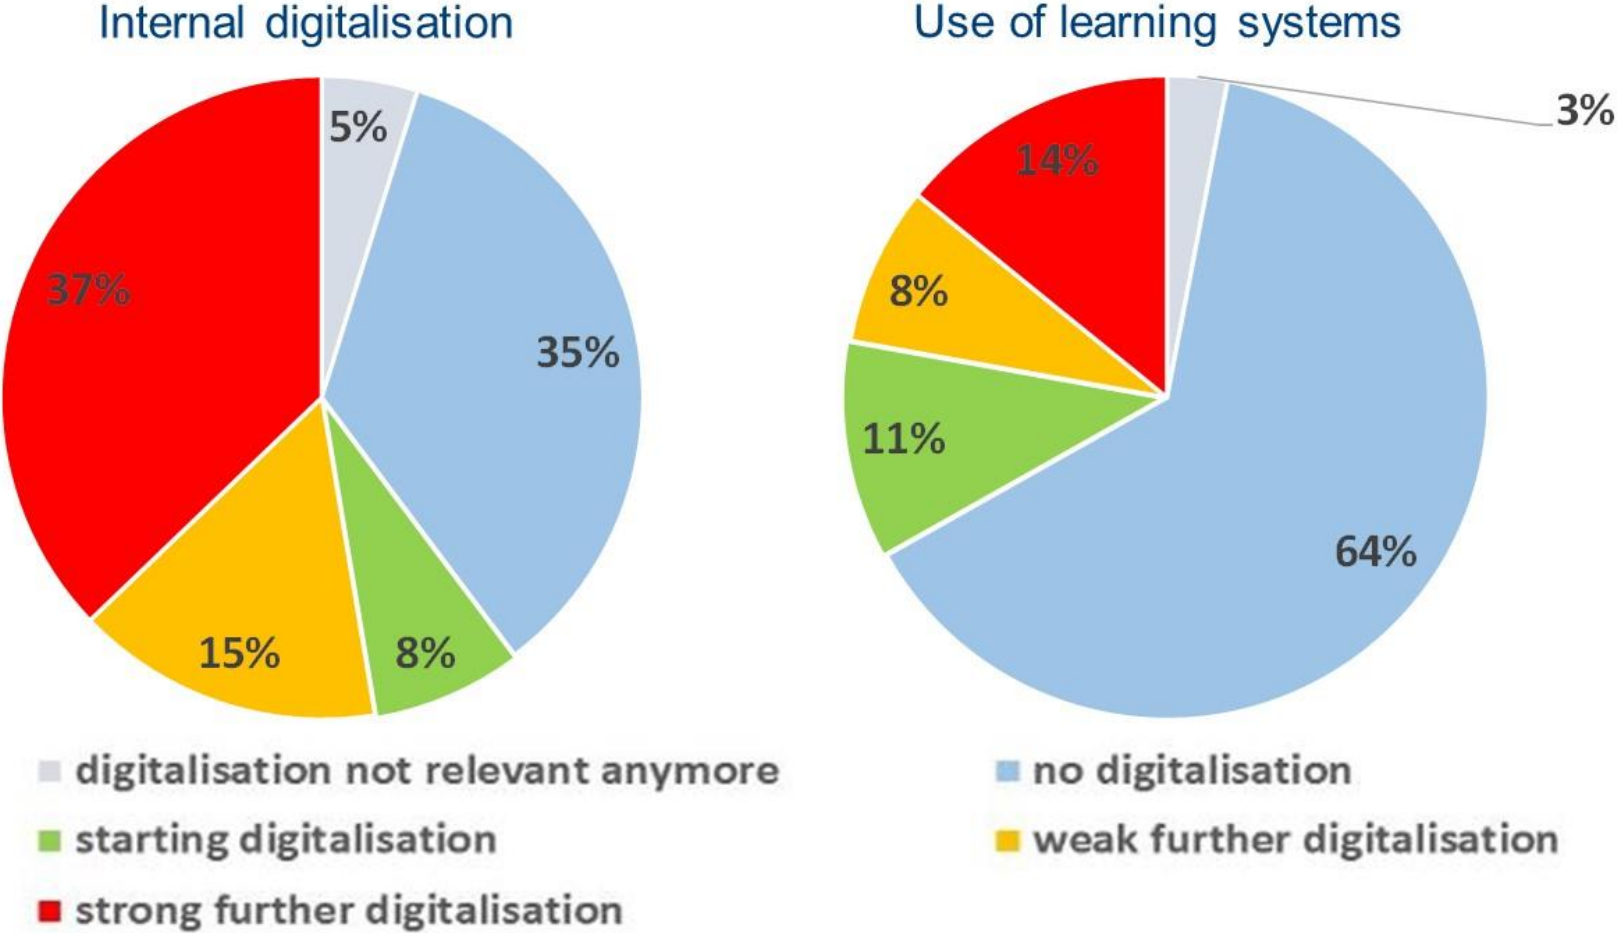 Internal digitalisation
5%
35%
37%
15%
8%
Use of learning systems
3%
14%
8%
11%
64%
digitalisation not relevant anymore
no digitalisation
starting digitalisation
weak further digitalisation
strong further digitalisation